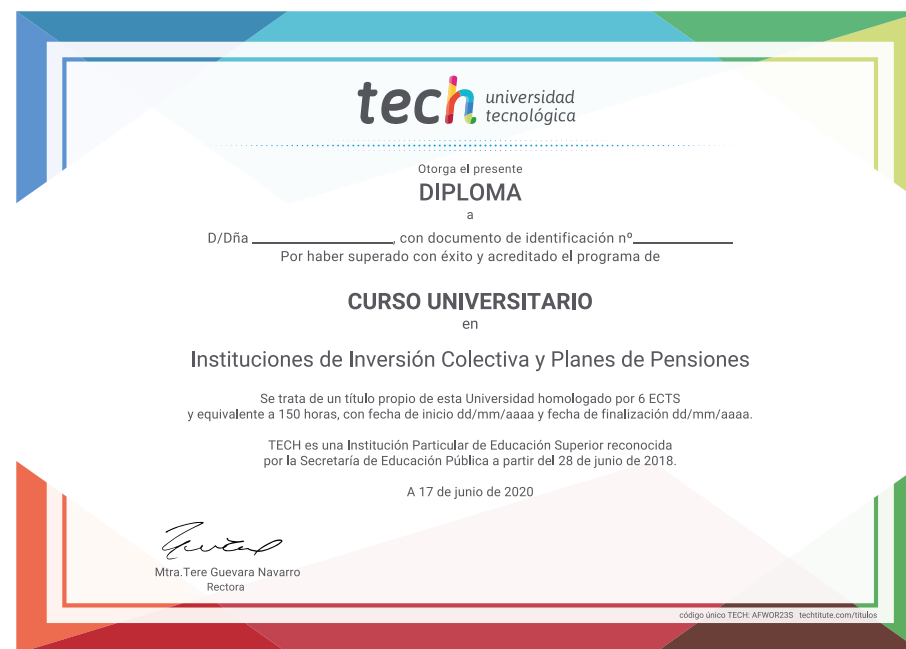 tech universidad
tecnológica
Otorga el presente
DIPLOMA
a
D/Dña ____________________, con documento de identificación nº______________
Por haber superado con éxito y acreditado el programa de
CURSO UNIVERSITARIO
en
Instituciones de Inversión Colectiva y Planes de Pensiones
Se trata de un título propio de esta Universidad homologado por 6 ECTS
y equivalente a 150 horas, con fecha de inicio dd/mm/aaaa y fecha de finalización dd/mm/aaaa.
TECH es una Institución Particular de Educación Superior reconocida
por la Secretaría de Educación Pública a partir del 28 de junio de 2018.
A 17 de junio de 2020
Mtra.Tere Guevara Navarro
Rectora
código único TECH: AFWOR23S techtitute.com/titulos